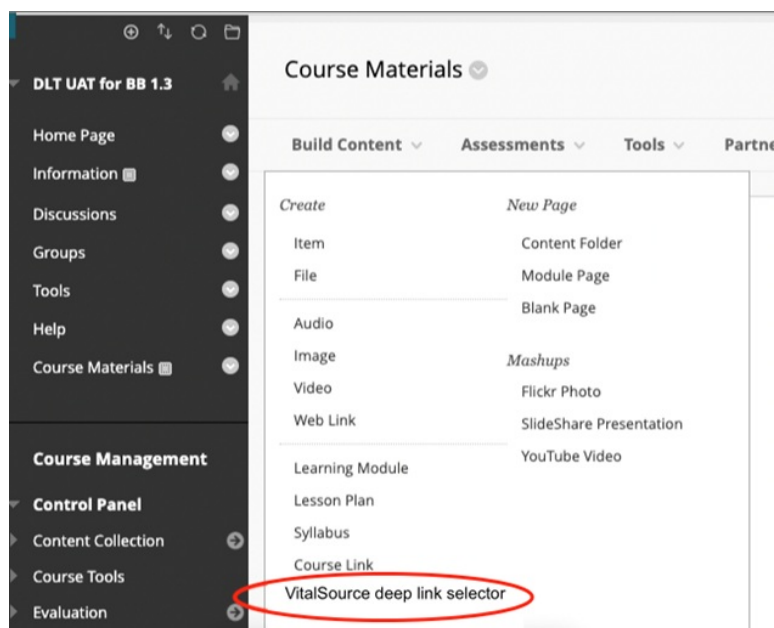 DLT UAT for BB 1.3
Home Page
Information
Discussions
Groups
Tools
Help
Course Materials
Course Management
Control Panel
Content Collection
Course Tools
Evaluation
Course Materials
Build Content
Assessments
Tools
Partne
Create
Item
File
Audio
Image
Video
Web Link
Learning Module
Lesson Plan
Syllabus
Course Link
VitalSource deep link selector
New Page
Content Folder
Module Page
Blank Page
Mashups
Flickr Photo
SlideShare Presentation
YouTube Video